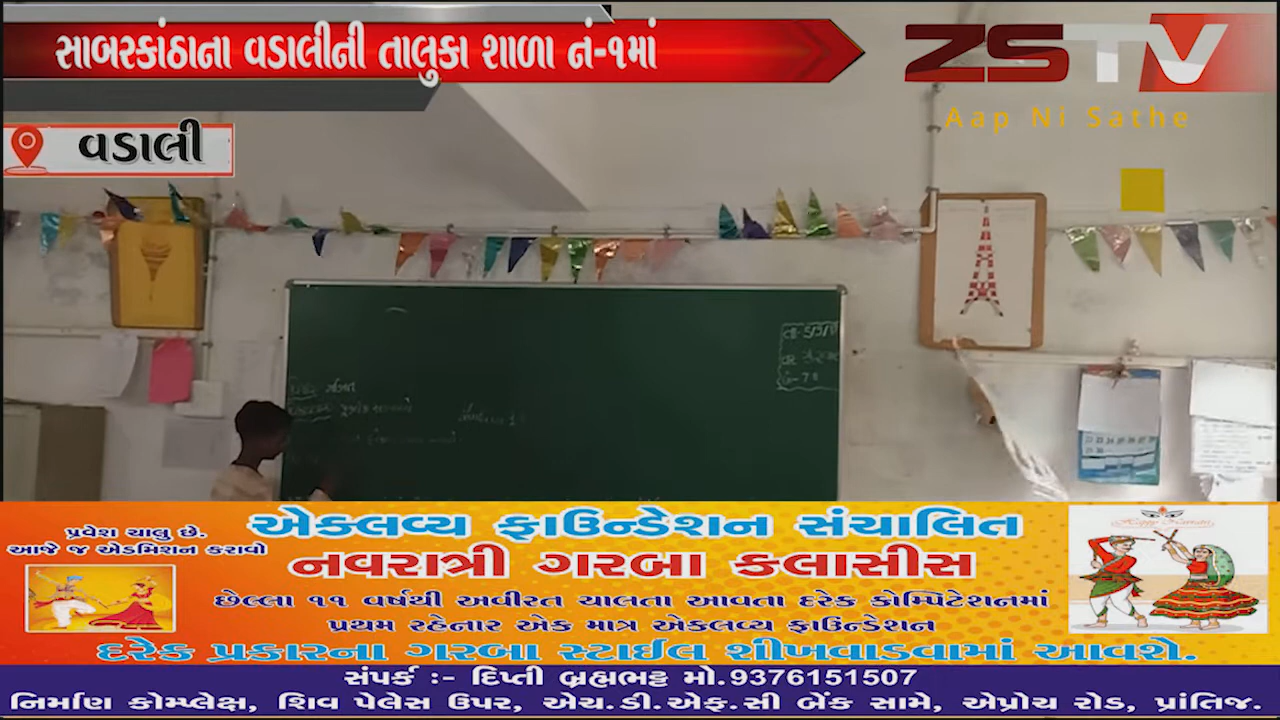 સાબરકાંઠાના વડાલીની તાલુકા શાળા નં-૧માં
ZSTV
Aap Ni Sathe
વડાલી
પ્રવેશ ચાલુ છે.
આજે જ એડમિશન કરાવો
એકલવ્ય ફાઉન્ડેશન સંચાલિત
નવરાત્રી ગરબા કલાસીસ
છેલ્લા ૧૧ વર્ષથી અવીરત ચાલતા આવતા દરેક કોમ્પિટેશનમાં
પ્રથમ રહેનાર એક માત્ર એકલવ્ય ફાઉન્ડેશન
દરેક પ્રકારના ગરબા સ્ટાઈલ શીખવાડવામાં આવશે.
સંપર્ક :- દિપ્તી બ્રહ્મભટ્ટ મો.9376151507
નિર્માણ કોમ્પ્લેક્ષ, શિવ પેલેસ ઉપર, એચ.ડી.એફ.સી બેંક સામે, એપ્રોચ રોડ, પ્રાંતિજ.